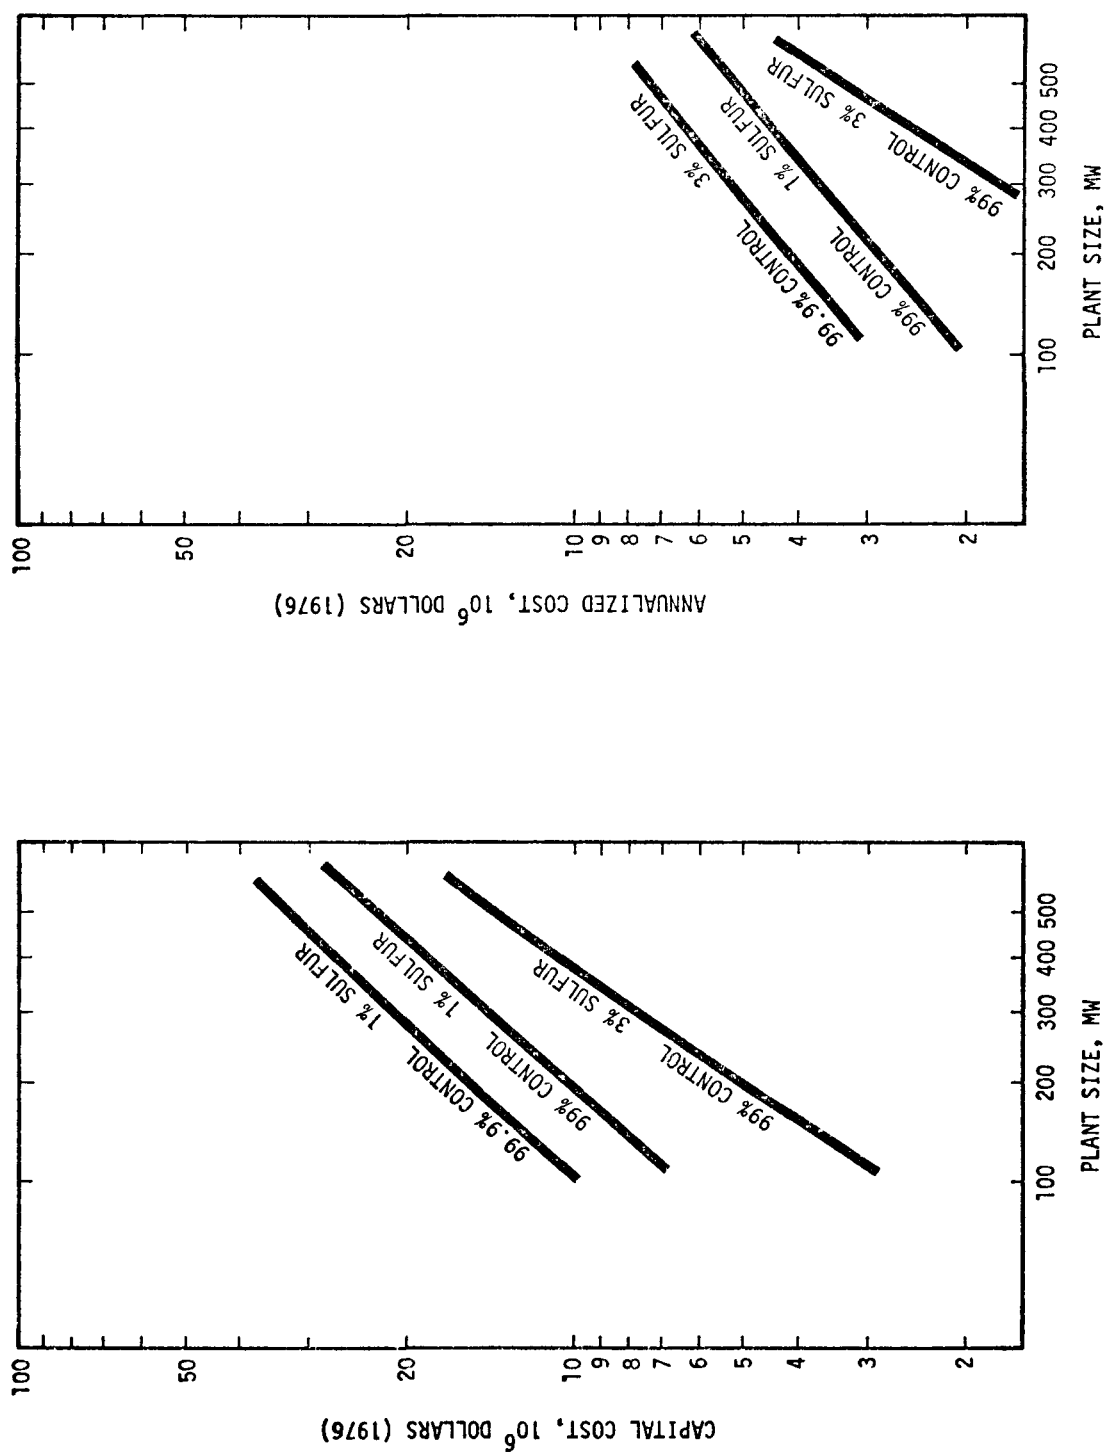 CAPITAL COST, 10⁶ DOLLARS (1976)
100
50
20
10
9
8
7
6
5
4
3
2
99.9% CONTROL
1% SULFUR
99% CONTROL
1% SULFUR
99% CONTROL
3% SULFUR
100
200
300
400
500
PLANT SIZE, MW
ANNUALIZED COST, 10⁶ DOLLARS (1976)
100
50
20
10
9
8
7
6
5
4
3
2
99.9% CONTROL
3% SULFUR
99% CONTROL
1% SULFUR
99% CONTROL
3% SULFUR
100
200
300
400
500
PLANT SIZE, MW